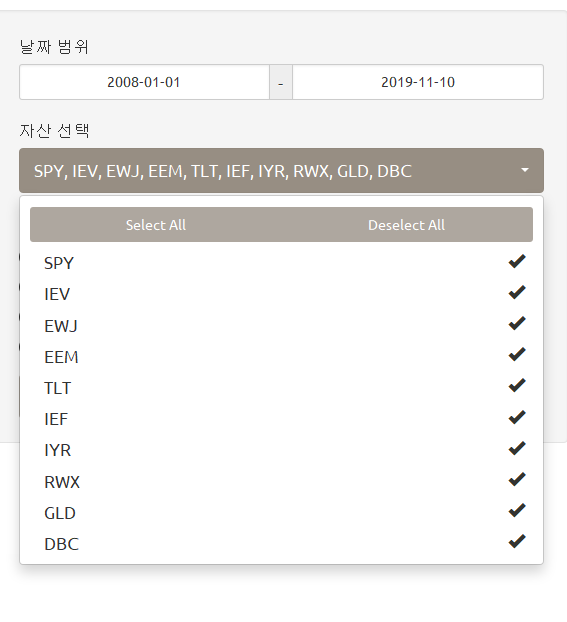 날짜 범위
2008-01-01 - 2019-11-10
자산 선택
SPY, IEV, EWJ, EEM, TLT, IEF, IYR, RWX, GLD, DBC
Select All Deselect All
SPY
IEV
EWJ
EEM
TLT
IEF
IYR
RWX
GLD
DBC